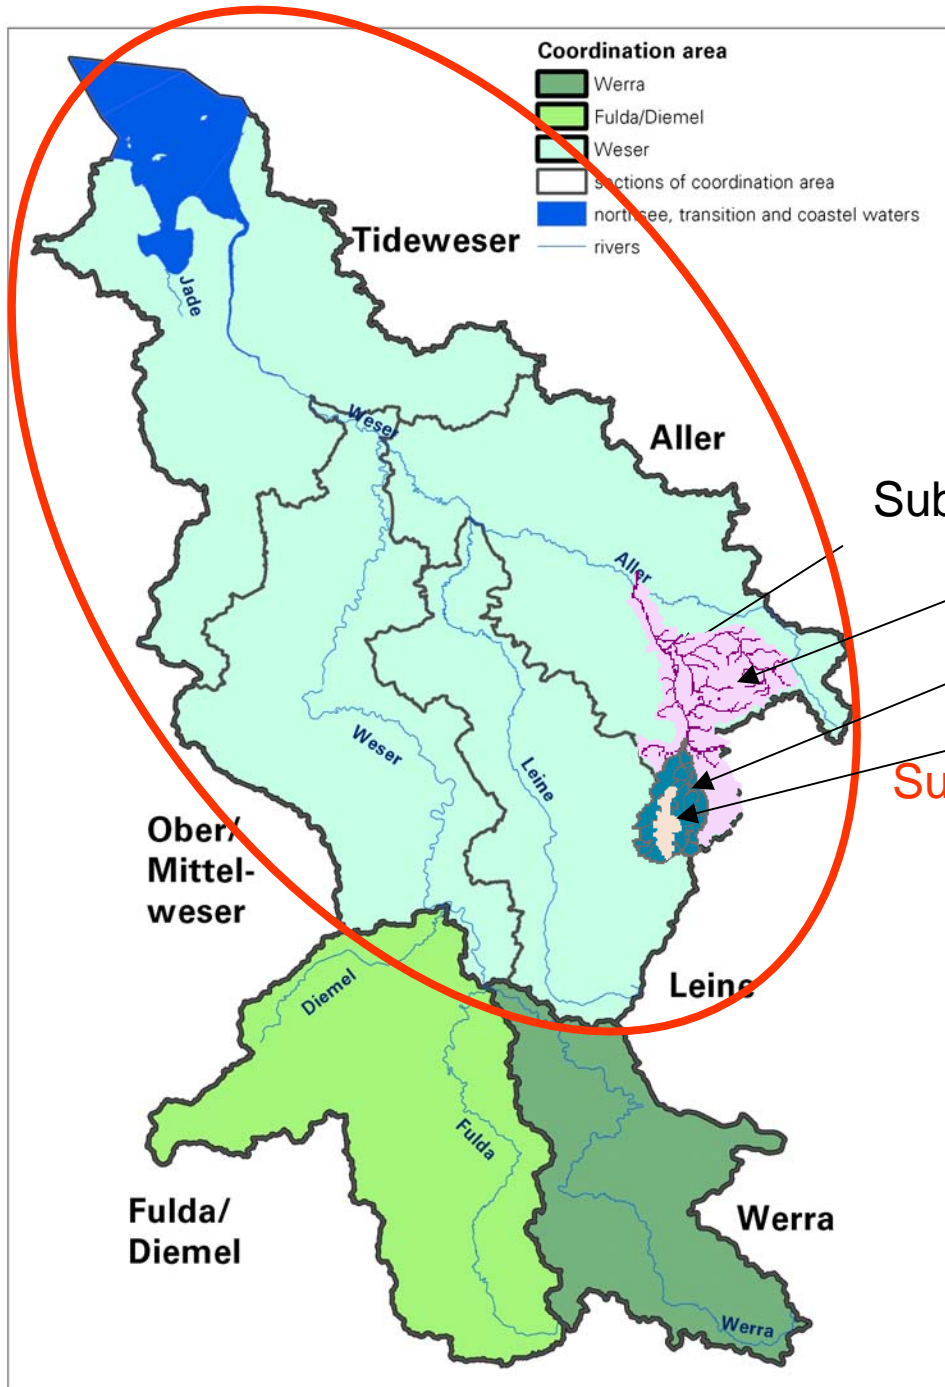 Coordination area
Werra
Fulda/Diemel
Weser
sections of coordination area
northsee, transition and coastel waters
rivers
Tideweser
Jade
Weser
Aller
Sub
Aller
Weser
Leine
Su
Ober/
Mittel-
weser
Leine
Diemel
Fulda
Fulda/
Diemel
Werra
Werra